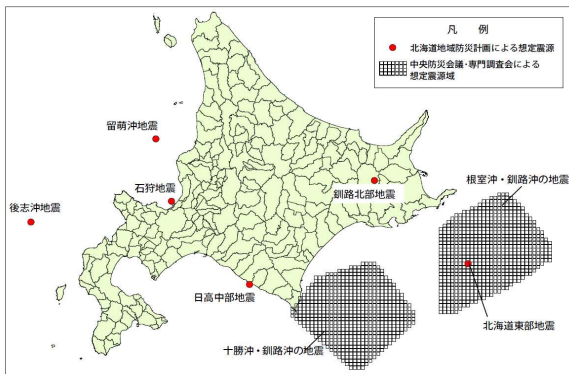 凡 例
北海道地域防災計画による想定震源
中央防災会議・専門調査会による
想定震源域
留萌沖地震
石狩地震
後志沖地震
釧路北部地震
根室沖・釧路沖の地震
日高中部地震
北海道東部地震
十勝沖・釧路沖の地震